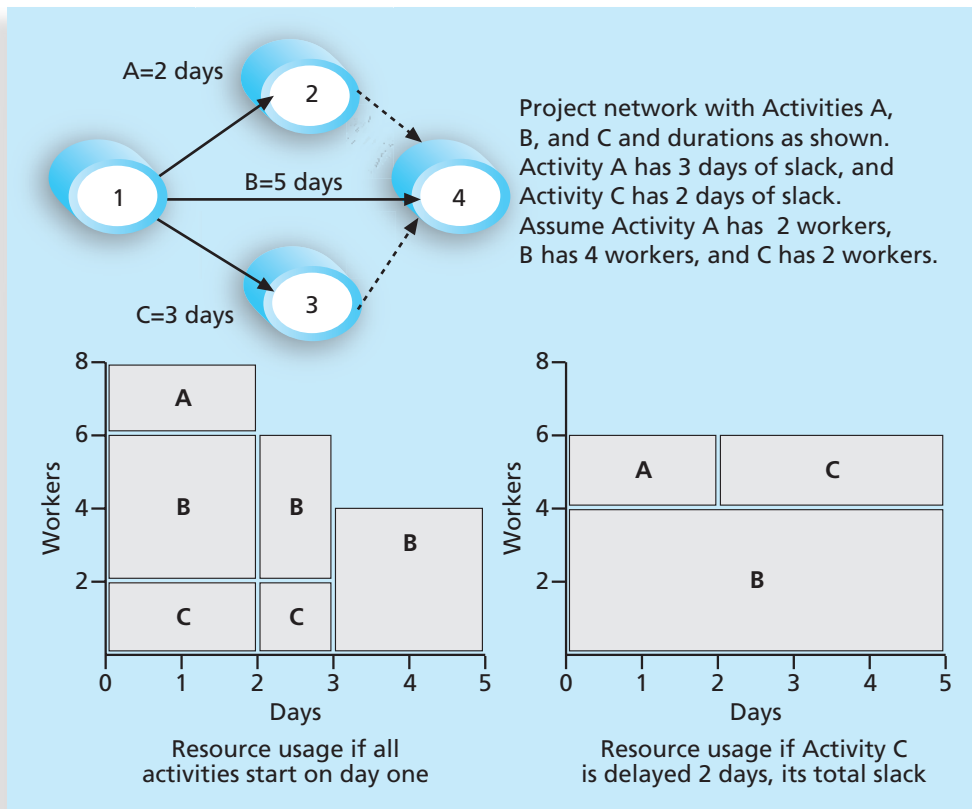 A=2 days
2
1
B=5 days
4
C=3 days
3
Project network with Activities A,
B, and C and durations as shown.
Activity A has 3 days of slack, and
Activity C has 2 days of slack.
Assume Activity A has 2 workers,
B has 4 workers, and C has 2 workers.
8
6
4
2
Workers
A
B
B
B
C
C
0 1 2 3 4 5
Days
Resource usage if all
activities start on day one
8
6
4
2
Workers
A
C
B
0 1 2 3 4 5
Days
Resource usage if Activity C
is delayed 2 days, its total slack